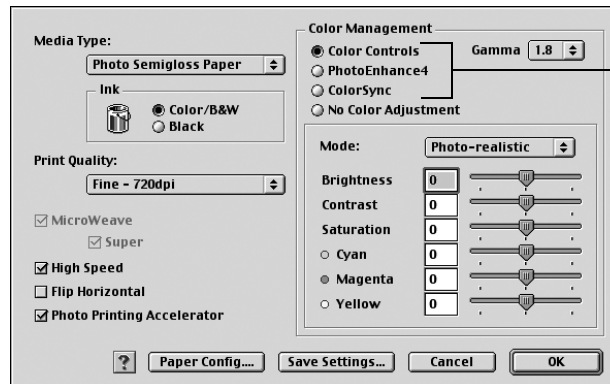 Media Type:
Photo Semigloss Paper
Ink
Color/B&W
Black
Print Quality:
Fine - 720dpi
MicroWeave
Super
High Speed
Flip Horizontal
Photo Printing Accelerator
Color Management
Color Controls
Gamma 1.8
PhotoEnhance4
ColorSync
No Color Adjustment
Mode: Photo-realistic
Brightness 0
Contrast 0
Saturation 0
Cyan 0
Magenta 0
Yellow 0
? Paper Config.... Save Settings... Cancel OK